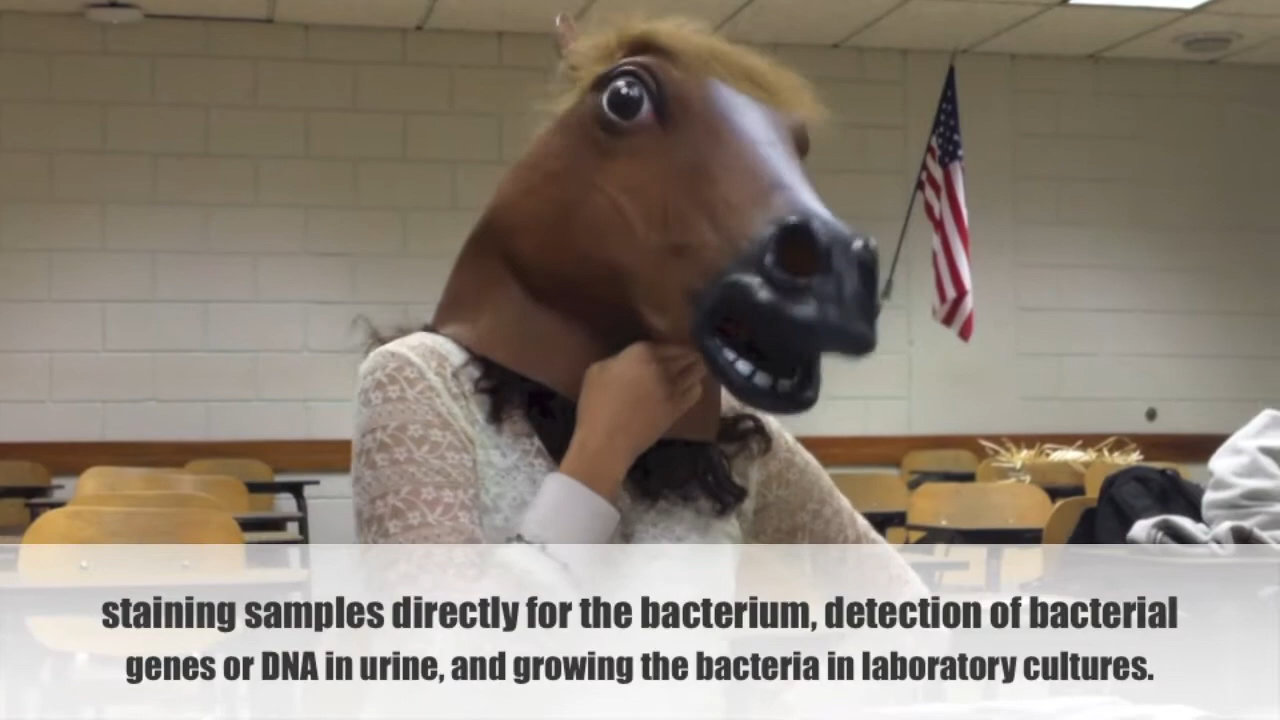 staining samples directly for the bacterium, detection of bacterial
genes or DNA in urine, and growing the bacteria in laboratory cultures.